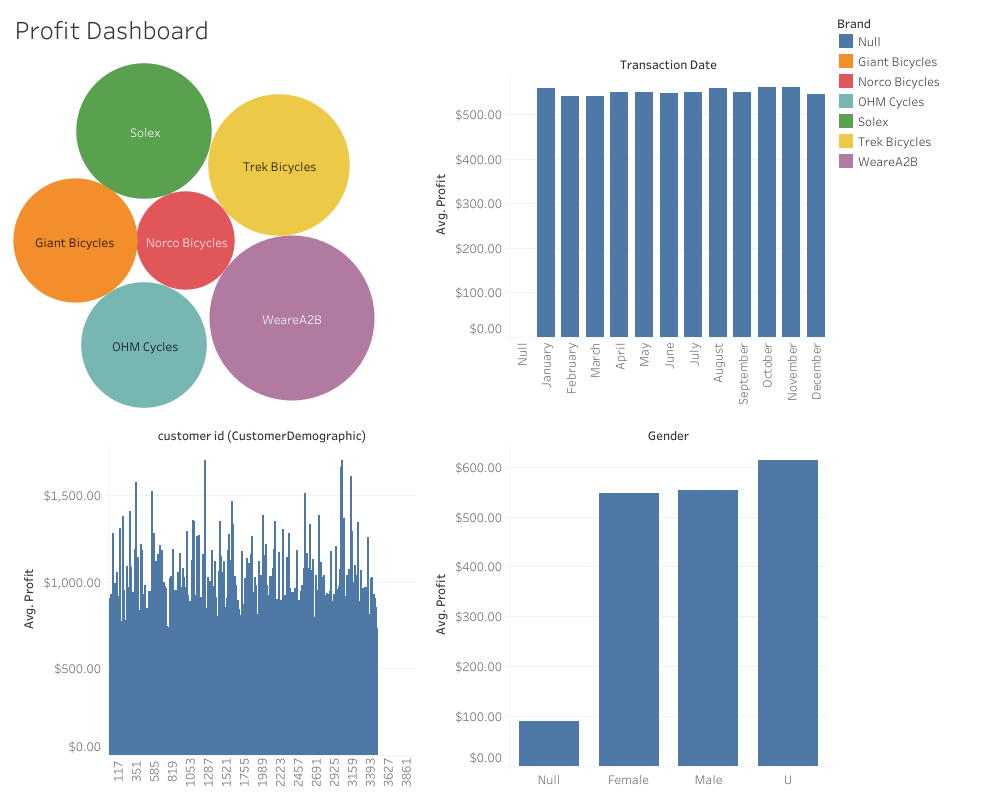 Profit Dashboard
Solex
Trek Bicycles
Giant Bicycles
Norco Bicycles
WeareA2B
OHM Cycles
Transaction Date
Avg. Profit
$500.00
$400.00
$300.00
$200.00
$100.00
$0.00
Null
January
February
March
April
May
June
July
August
September
October
November
December
Brand
Null
Giant Bicycles
Norco Bicycles
OHM Cycles
Solex
Trek Bicycles
WeareA2B
customer id (CustomerDemographic)
Avg. Profit
$1,500.00
$1,000.00
$500.00
$0.00
117
351
585
819
1053
1287
1521
1755
1989
2223
2457
2691
2925
3159
3393
3627
3861
Gender
Avg. Profit
$600.00
$500.00
$400.00
$300.00
$200.00
$100.00
$0.00
Null
Female
Male
U